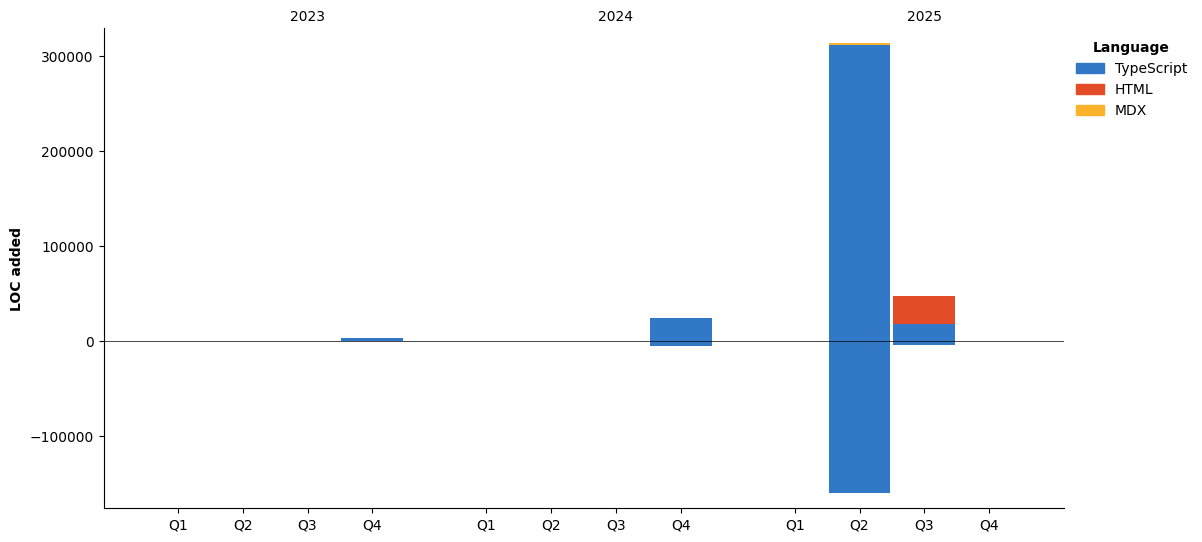 2023 2024 2025
Language
TypeScript
HTML
MDX
LOC added
300000
200000
100000
0
−100000
Q1 Q2 Q3 Q4 Q1 Q2 Q3 Q4 Q1 Q2 Q3 Q4